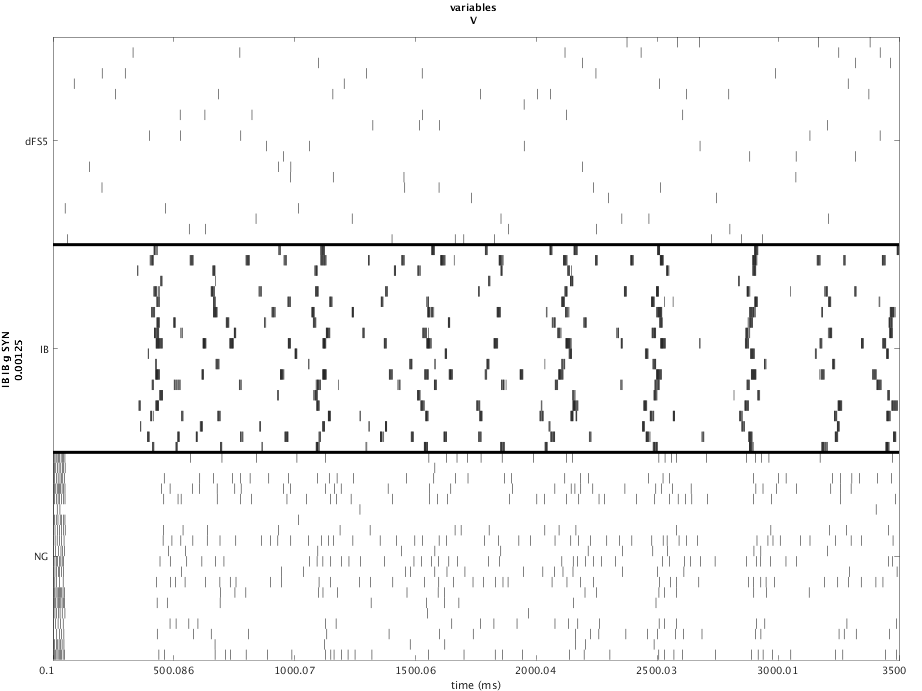 variables
V
dFS5
IB IB g SYN
0.00125
IB
NG
0.1
500.086
1000.07
1500.06
2000.04
2500.03
3000.01
3500
time (ms)